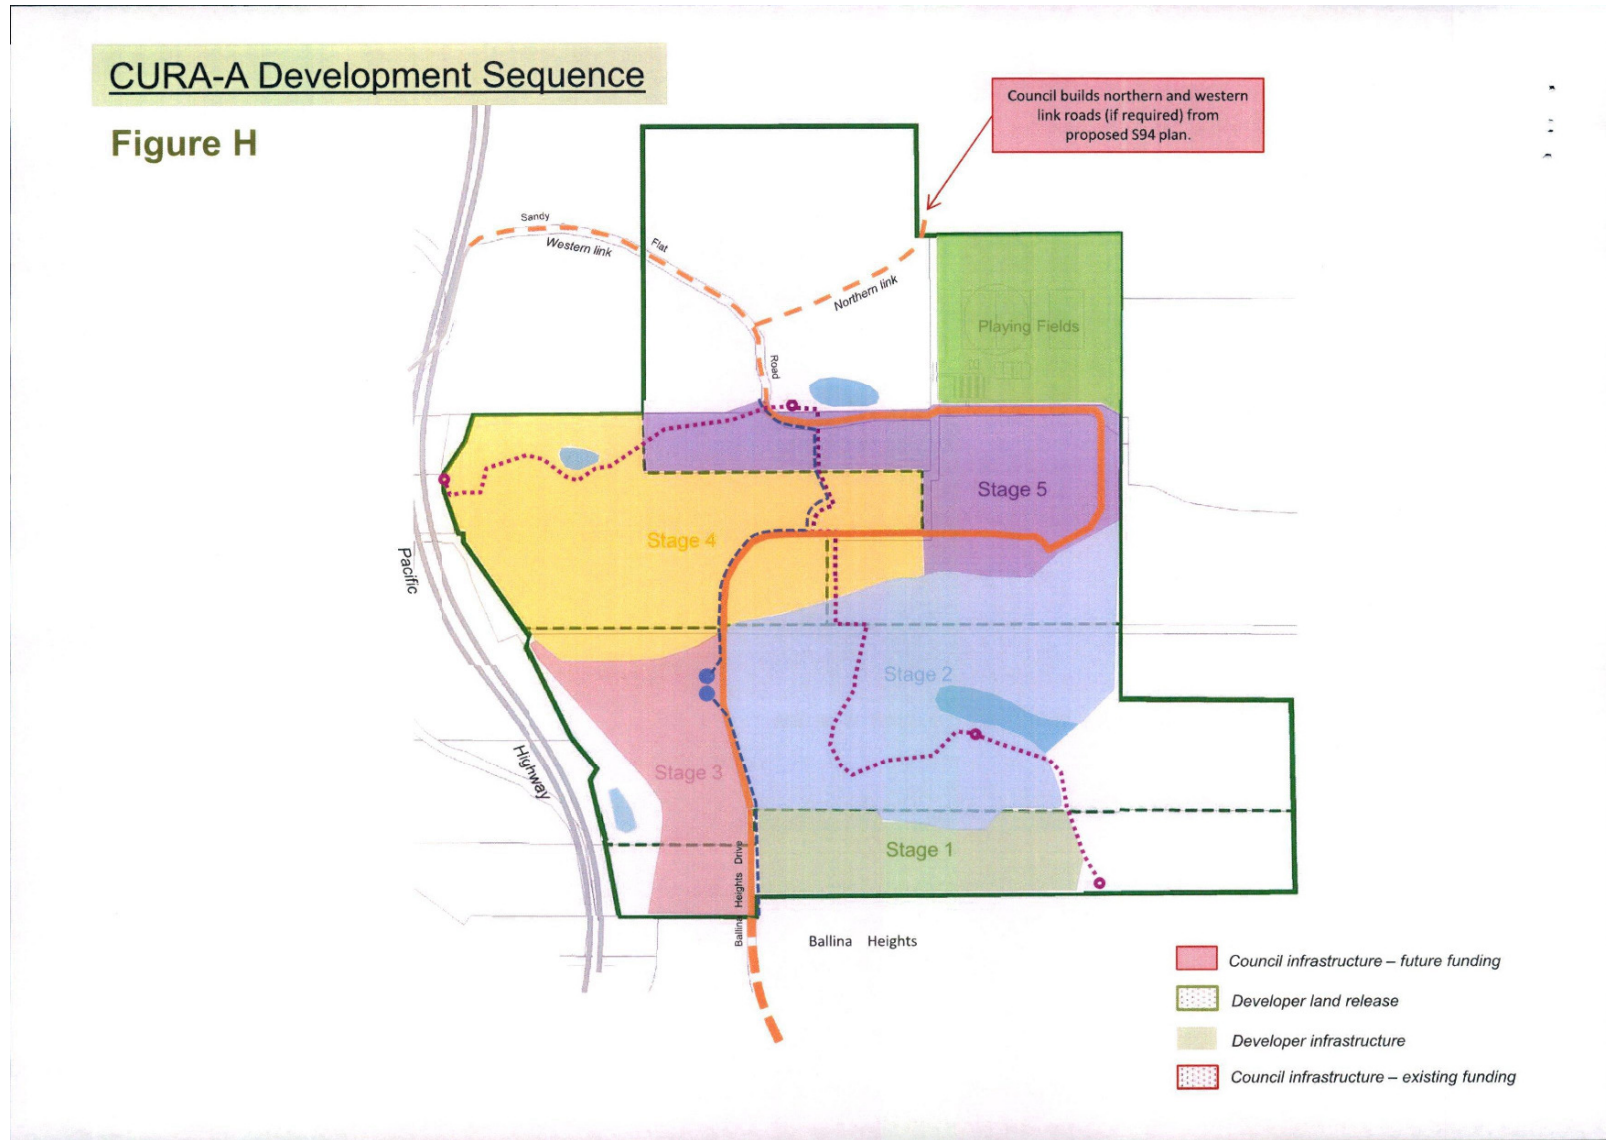 CURA-A Development Sequence
Figure H
Council builds northern and western
link roads (if required) from
proposed S94 plan.
Sandy
Flat
Western link
Northern link
Road
Playing Fields
Stage 5
Stage 4
Pacific
Stage 2
Stage 3
Highway
Stage 1
Ballina Heights Drive
Ballina Heights
Council infrastructure – future funding
Developer land release
Developer infrastructure
Council infrastructure – existing funding